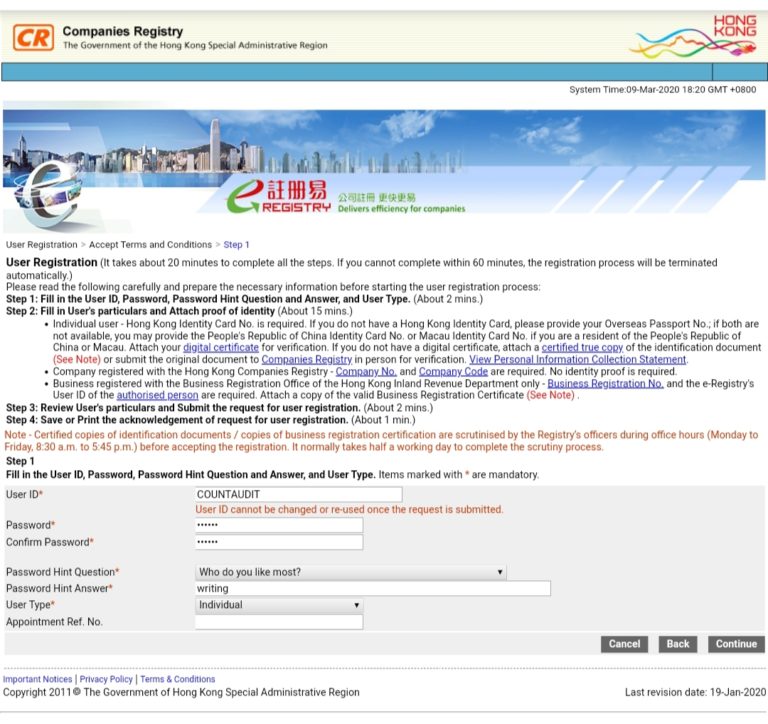 CR
Companies Registry
The Government of the Hong Kong Special Administrative Region
HONG
KONG
System Time:09-Mar-2020 18:20 GMT +0800
e註冊易 公司註冊 更快更易
e REGISTRY Delivers efficiency for companies
User Registration > Accept Terms and Conditions > Step 1
User Registration (It takes about 20 minutes to complete all the steps. If you cannot complete within 60 minutes, the registration process will be terminated
automatically.)
Please read the following carefully and prepare the necessary information before starting the user registration process:
Step 1: Fill in the User ID, Password, Password Hint Question and Answer, and User Type. (About 2 mins.)
Step 2: Fill in User's particulars and Attach proof of identity (About 15 mins.)
• Individual user - Hong Kong Identity Card No. is required. If you do not have a Hong Kong Identity Card, please provide your Overseas Passport No.; if both are
not available, you may provide the People's Republic of China Identity Card No. or Macau Identity Card No. if you are a resident of the People's Republic of
China or Macau. Attach your digital certificate for verification. If you do not have a digital certificate, attach a certified true copy of the identification document
(See Note) or submit the original document to Companies Registry in person for verification. View Personal Information Collection Statement.
• Company registered with the Hong Kong Companies Registry - Company No. and Company Code are required. No identity proof is required.
• Business registered with the Business Registration Office of the Hong Kong Inland Revenue Department only - Business Registration No. and the e-Registry's
User ID of the authorised person are required. Attach a copy of the valid Business Registration Certificate (See Note) .
Step 3: Review User's particulars and Submit the request for user registration. (About 2 mins.)
Step 4: Save or Print the acknowledgement of request for user registration. (About 1 min.)
Note - Certified copies of identification documents / copies of business registration certification are scrutinised by the Registry's officers during office hours (Monday to
Friday, 8:30 a.m. to 5:45 p.m.) before accepting the registration. It normally takes half a working day to complete the scrutiny process.
Step 1
Fill in the User ID, Password, Password Hint Question and Answer, and User Type. Items marked with * are mandatory.
User ID* COUNTAUDIT
User ID cannot be changed or re-used once the request is submitted.
Password* ••••••
Confirm Password* ••••••
Password Hint Question* Who do you like most?
Password Hint Answer* writing
User Type* Individual
Appointment Ref. No.
Cancel Back Continue
Important Notices | Privacy Policy | Terms & Conditions
Copyright 2011© The Government of Hong Kong Special Administrative Region Last revision date: 19-Jan-2020